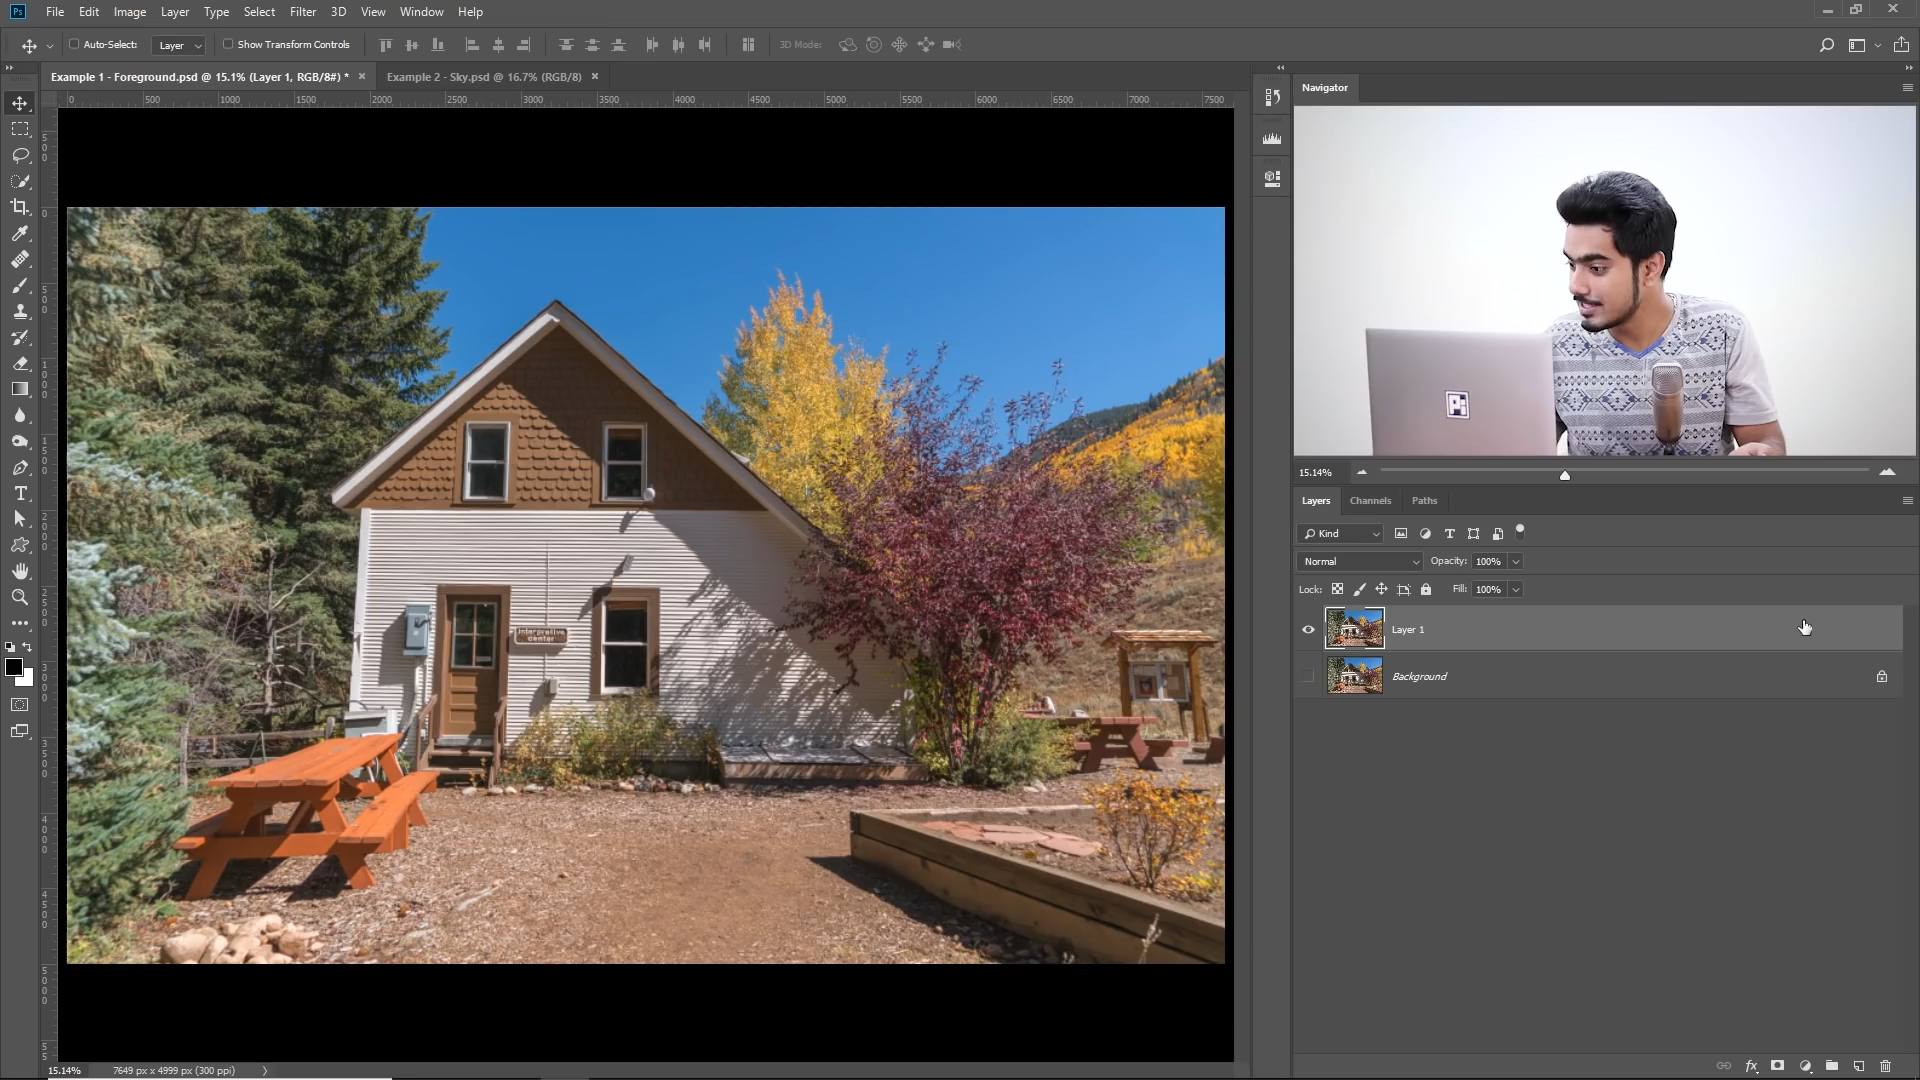 Ps File Edit Image Layer Type Select Filter 3D View Window Help
Auto-Select: Layer Show Transform Controls 3D Mode:
Example 1 - Foreground.psd @ 15.1% (Layer 1, RGB/8#) * × Example 2 - Sky.psd @ 16.7% (RGB/8) ×
0 500 1000 1500 2000 2500 3000 3500 4000 4500 5000 5500 6000 6500 7000 7500
Navigator
15.14%
Layers Channels Paths
Kind
Normal Opacity: 100%
Lock: Fill: 100%
Layer 1
Background
Interpretive
Center
15.14% 7649 px x 4999 px (300 ppi)